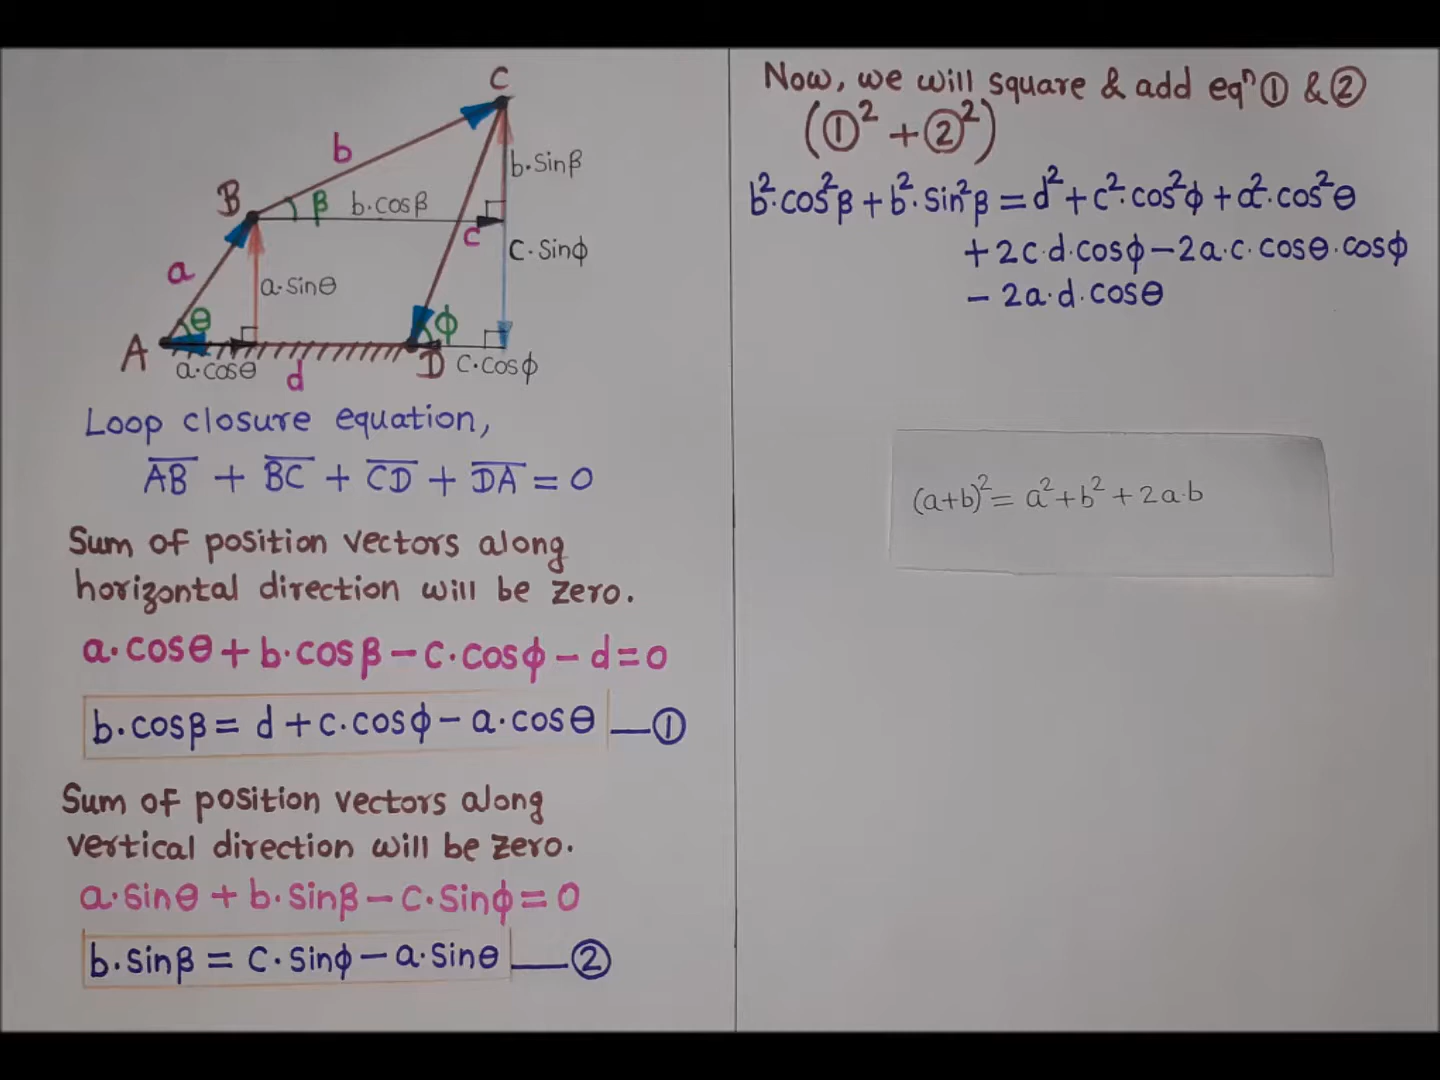 C
b
b·sinβ
B
β
b·cosβ
c
c·sinϕ
a
a·sinθ
θ
ϕ
A
a·cosθ
d
D
c·cosϕ
Loop closure equation,
A̅B̅ + B̅C̅ + C̅D̅ + D̅A̅ = 0
Sum of position vectors along
horizontal direction will be zero.
a·cosθ + b·cosβ − c·cosϕ − d = 0
b·cosβ = d + c·cosϕ − a·cosθ —①
Sum of position vectors along
vertical direction will be zero.
a·sinθ + b·sinβ − c·sinϕ = 0
b·sinβ = c·sinϕ − a·sinθ —②
Now, we will square & add eqⁿ ① & ②
(①² + ②²)
b²·cos²β + b²·sin²β = d² + c²·cos²ϕ + a²·cos²θ
+ 2c·d·cosϕ − 2a·c·cosθ·cosϕ
− 2a·d·cosθ
(a+b)² = a² + b² + 2a·b